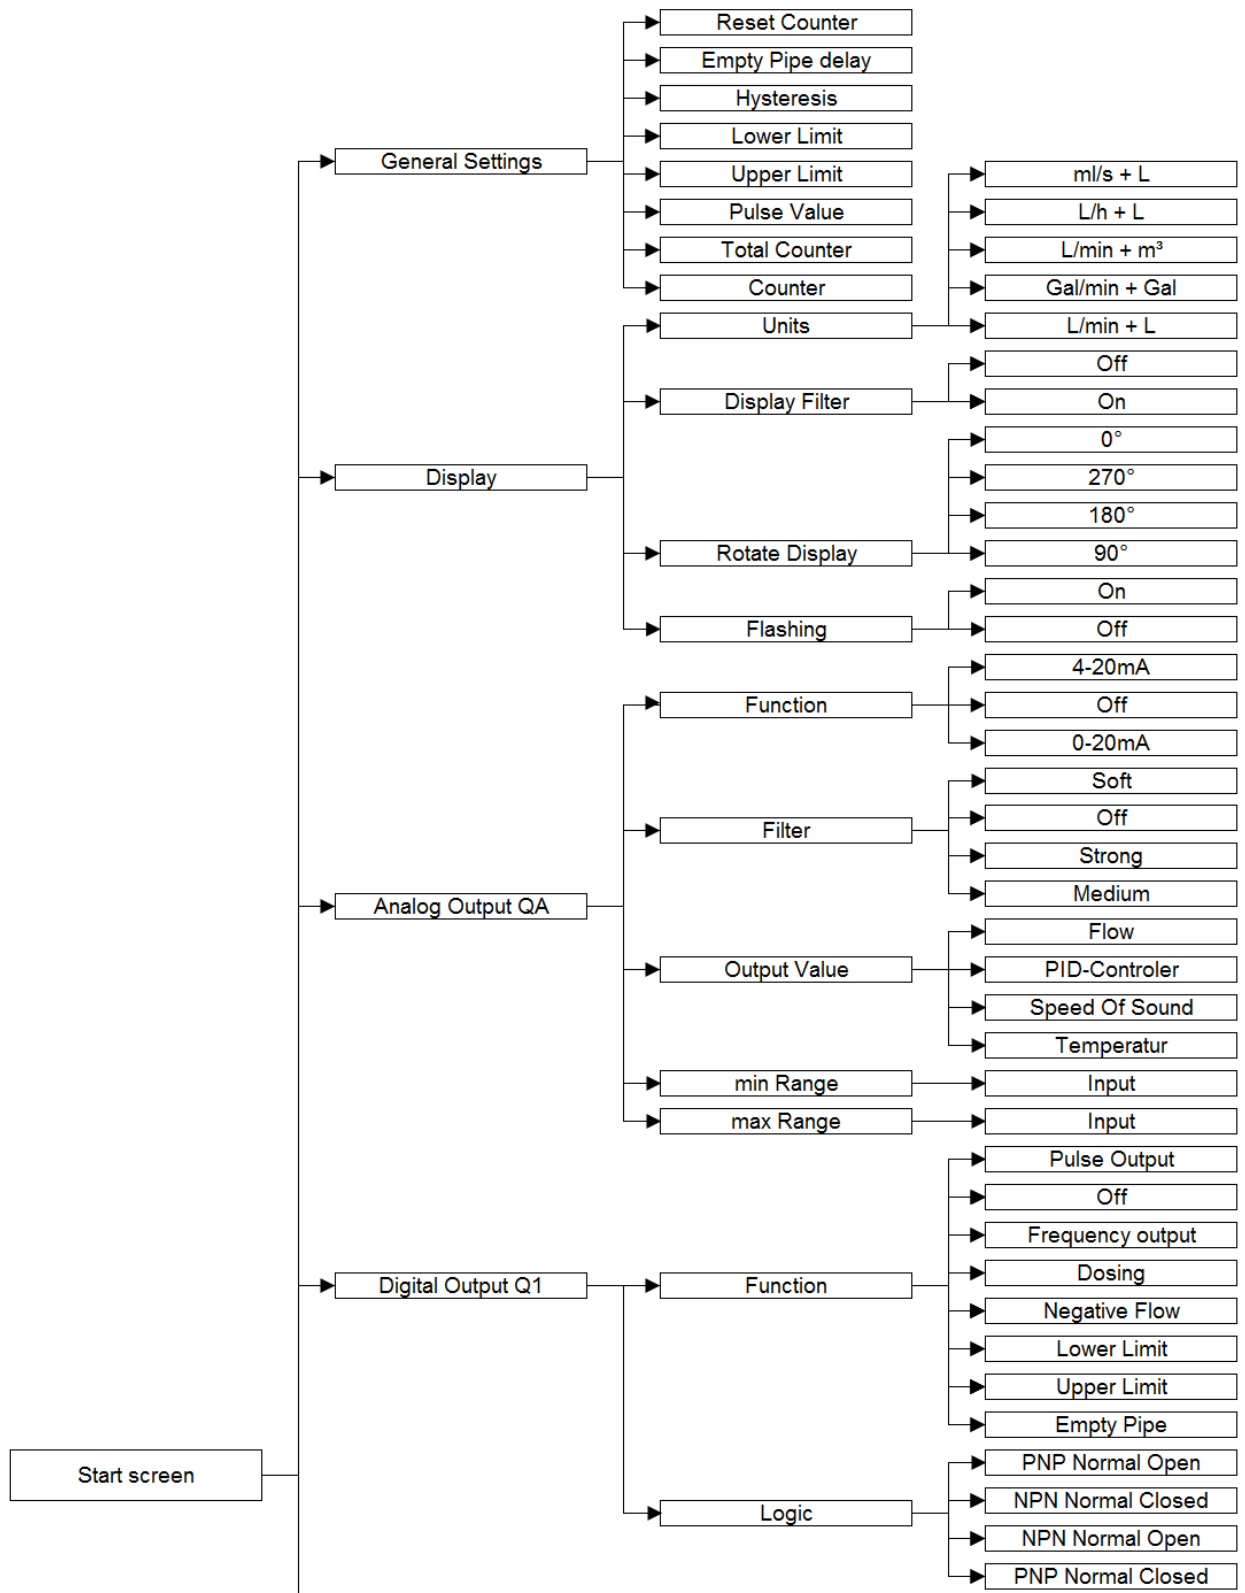 Reset Counter
Empty Pipe delay
Hysteresis
Lower Limit
General Settings
Upper Limit
ml/s + L
Pulse Value
L/h + L
Total Counter
L/min + m³
Counter
Gal/min + Gal
Units
L/min + L
Off
Display Filter
On
0°
Display
270°
180°
Rotate Display
90°
On
Flashing
Off
4-20mA
Function
Off
0-20mA
Soft
Off
Filter
Strong
Medium
Analog Output QA
Flow
Output Value
PID-Controler
Speed Of Sound
Temperatur
min Range
Input
max Range
Input
Pulse Output
Off
Frequency output
Dosing
Digital Output Q1
Function
Negative Flow
Lower Limit
Upper Limit
Empty Pipe
PNP Normal Open
Start screen
NPN Normal Closed
Logic
NPN Normal Open
PNP Normal Closed